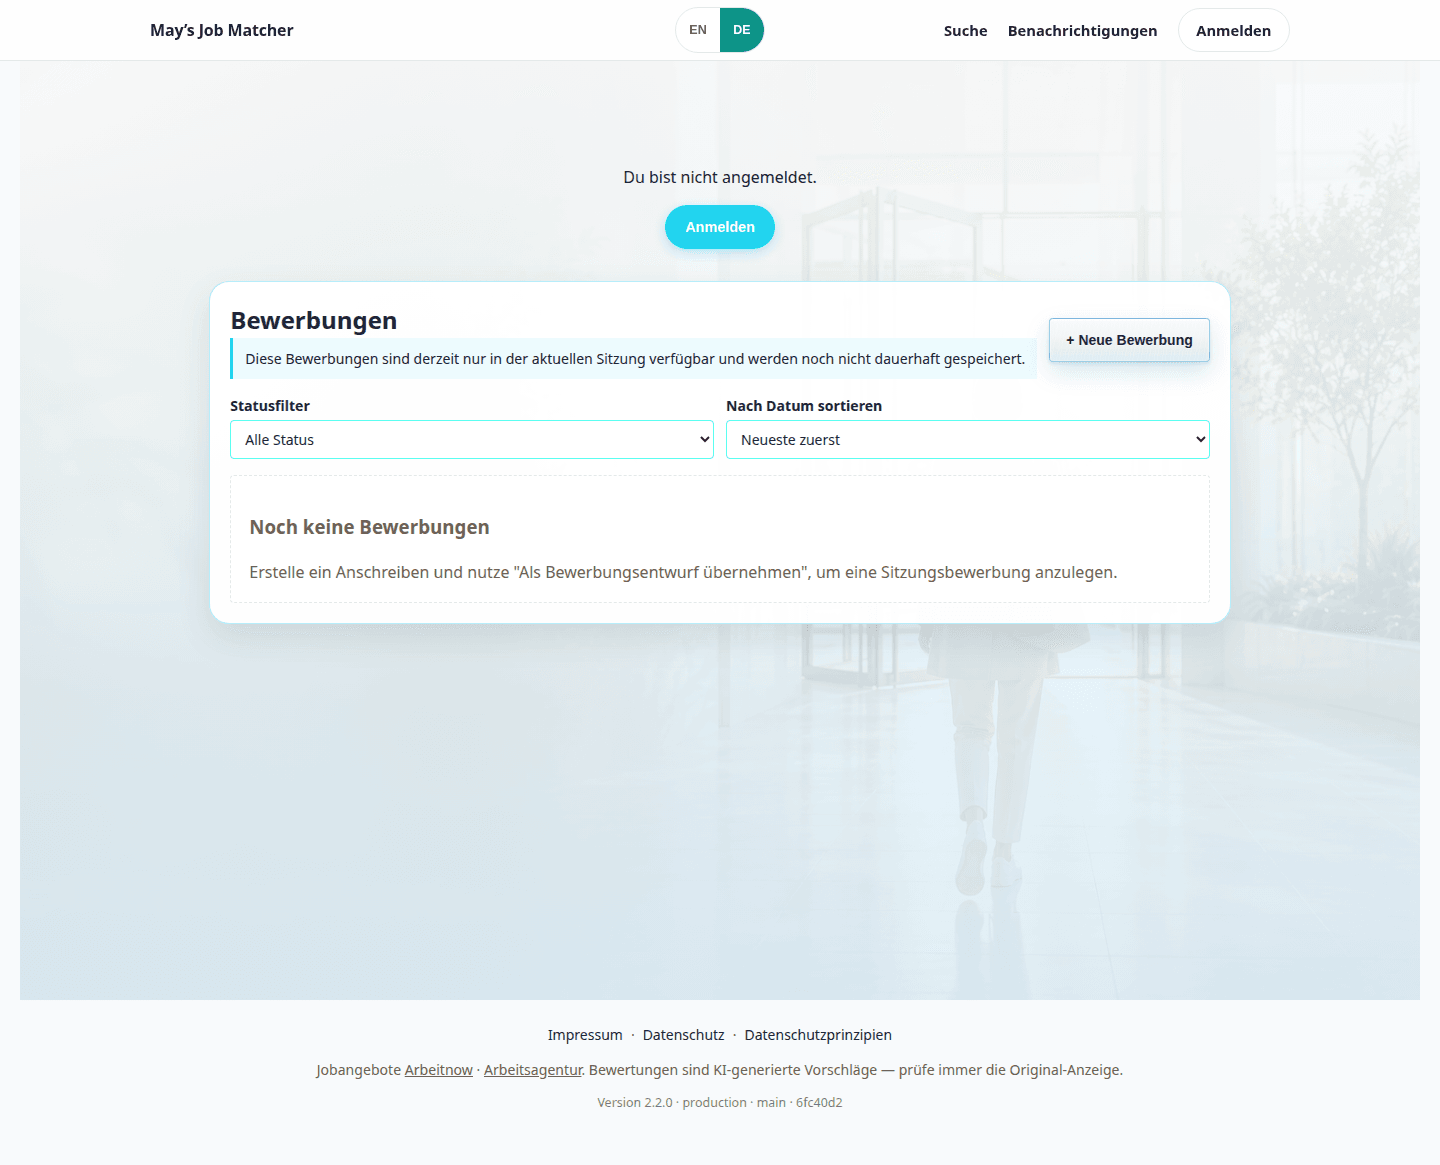 May’s Job Matcher
EN DE
Suche Benachrichtigungen Anmelden
Du bist nicht angemeldet.
Anmelden
Bewerbungen
+ Neue Bewerbung
Diese Bewerbungen sind derzeit nur in der aktuellen Sitzung verfügbar und werden noch nicht dauerhaft gespeichert.
Statusfilter
Alle Status
Nach Datum sortieren
Neueste zuerst
Noch keine Bewerbungen
Erstelle ein Anschreiben und nutze "Als Bewerbungsentwurf übernehmen", um eine Sitzungsbewerbung anzulegen.
Impressum · Datenschutz · Datenschutzprinzipien
Jobangebote Arbeitnow · Arbeitsagentur. Bewertungen sind KI-generierte Vorschläge — prüfe immer die Original-Anzeige.
Version 2.2.0 · production · main · 6fc40d2